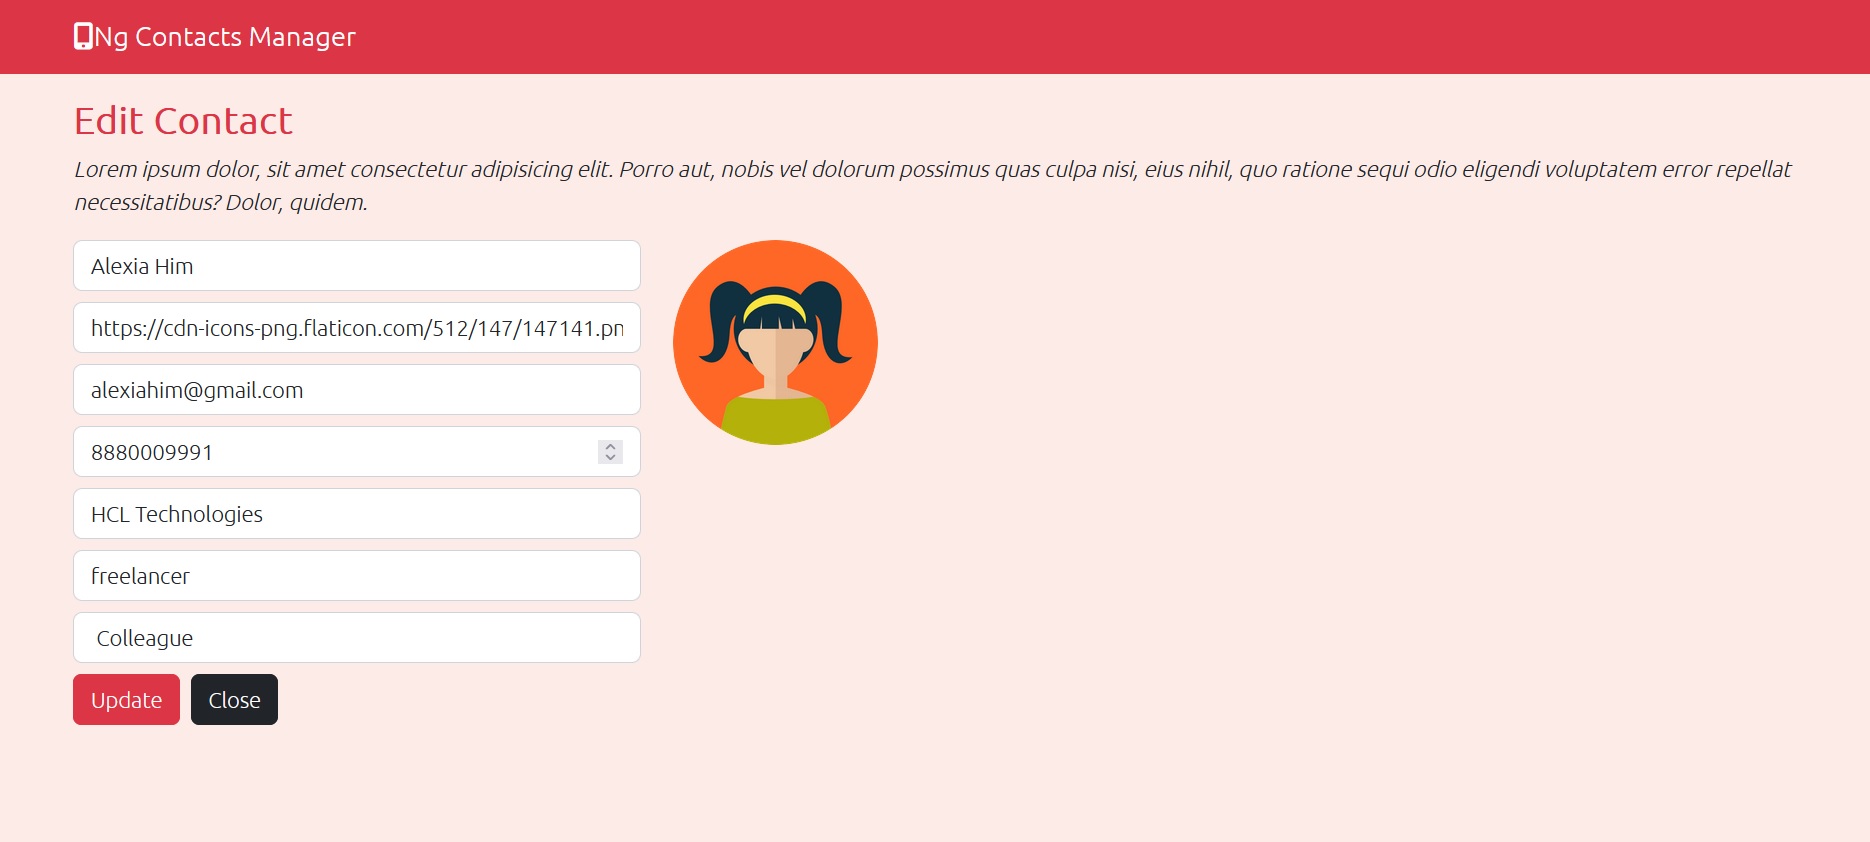 Ng Contacts Manager
Edit Contact
Lorem ipsum dolor, sit amet consectetur adipisicing elit. Porro aut, nobis vel dolorum possimus quas culpa nisi, eius nihil, quo ratione sequi odio eligendi voluptatem error repellat
necessitatibus? Dolor, quidem.
Alexia Him
https://cdn-icons-png.flaticon.com/512/147/147141.pn
alexiahim@gmail.com
8880009991
HCL Technologies
freelancer
Colleague
Update Close